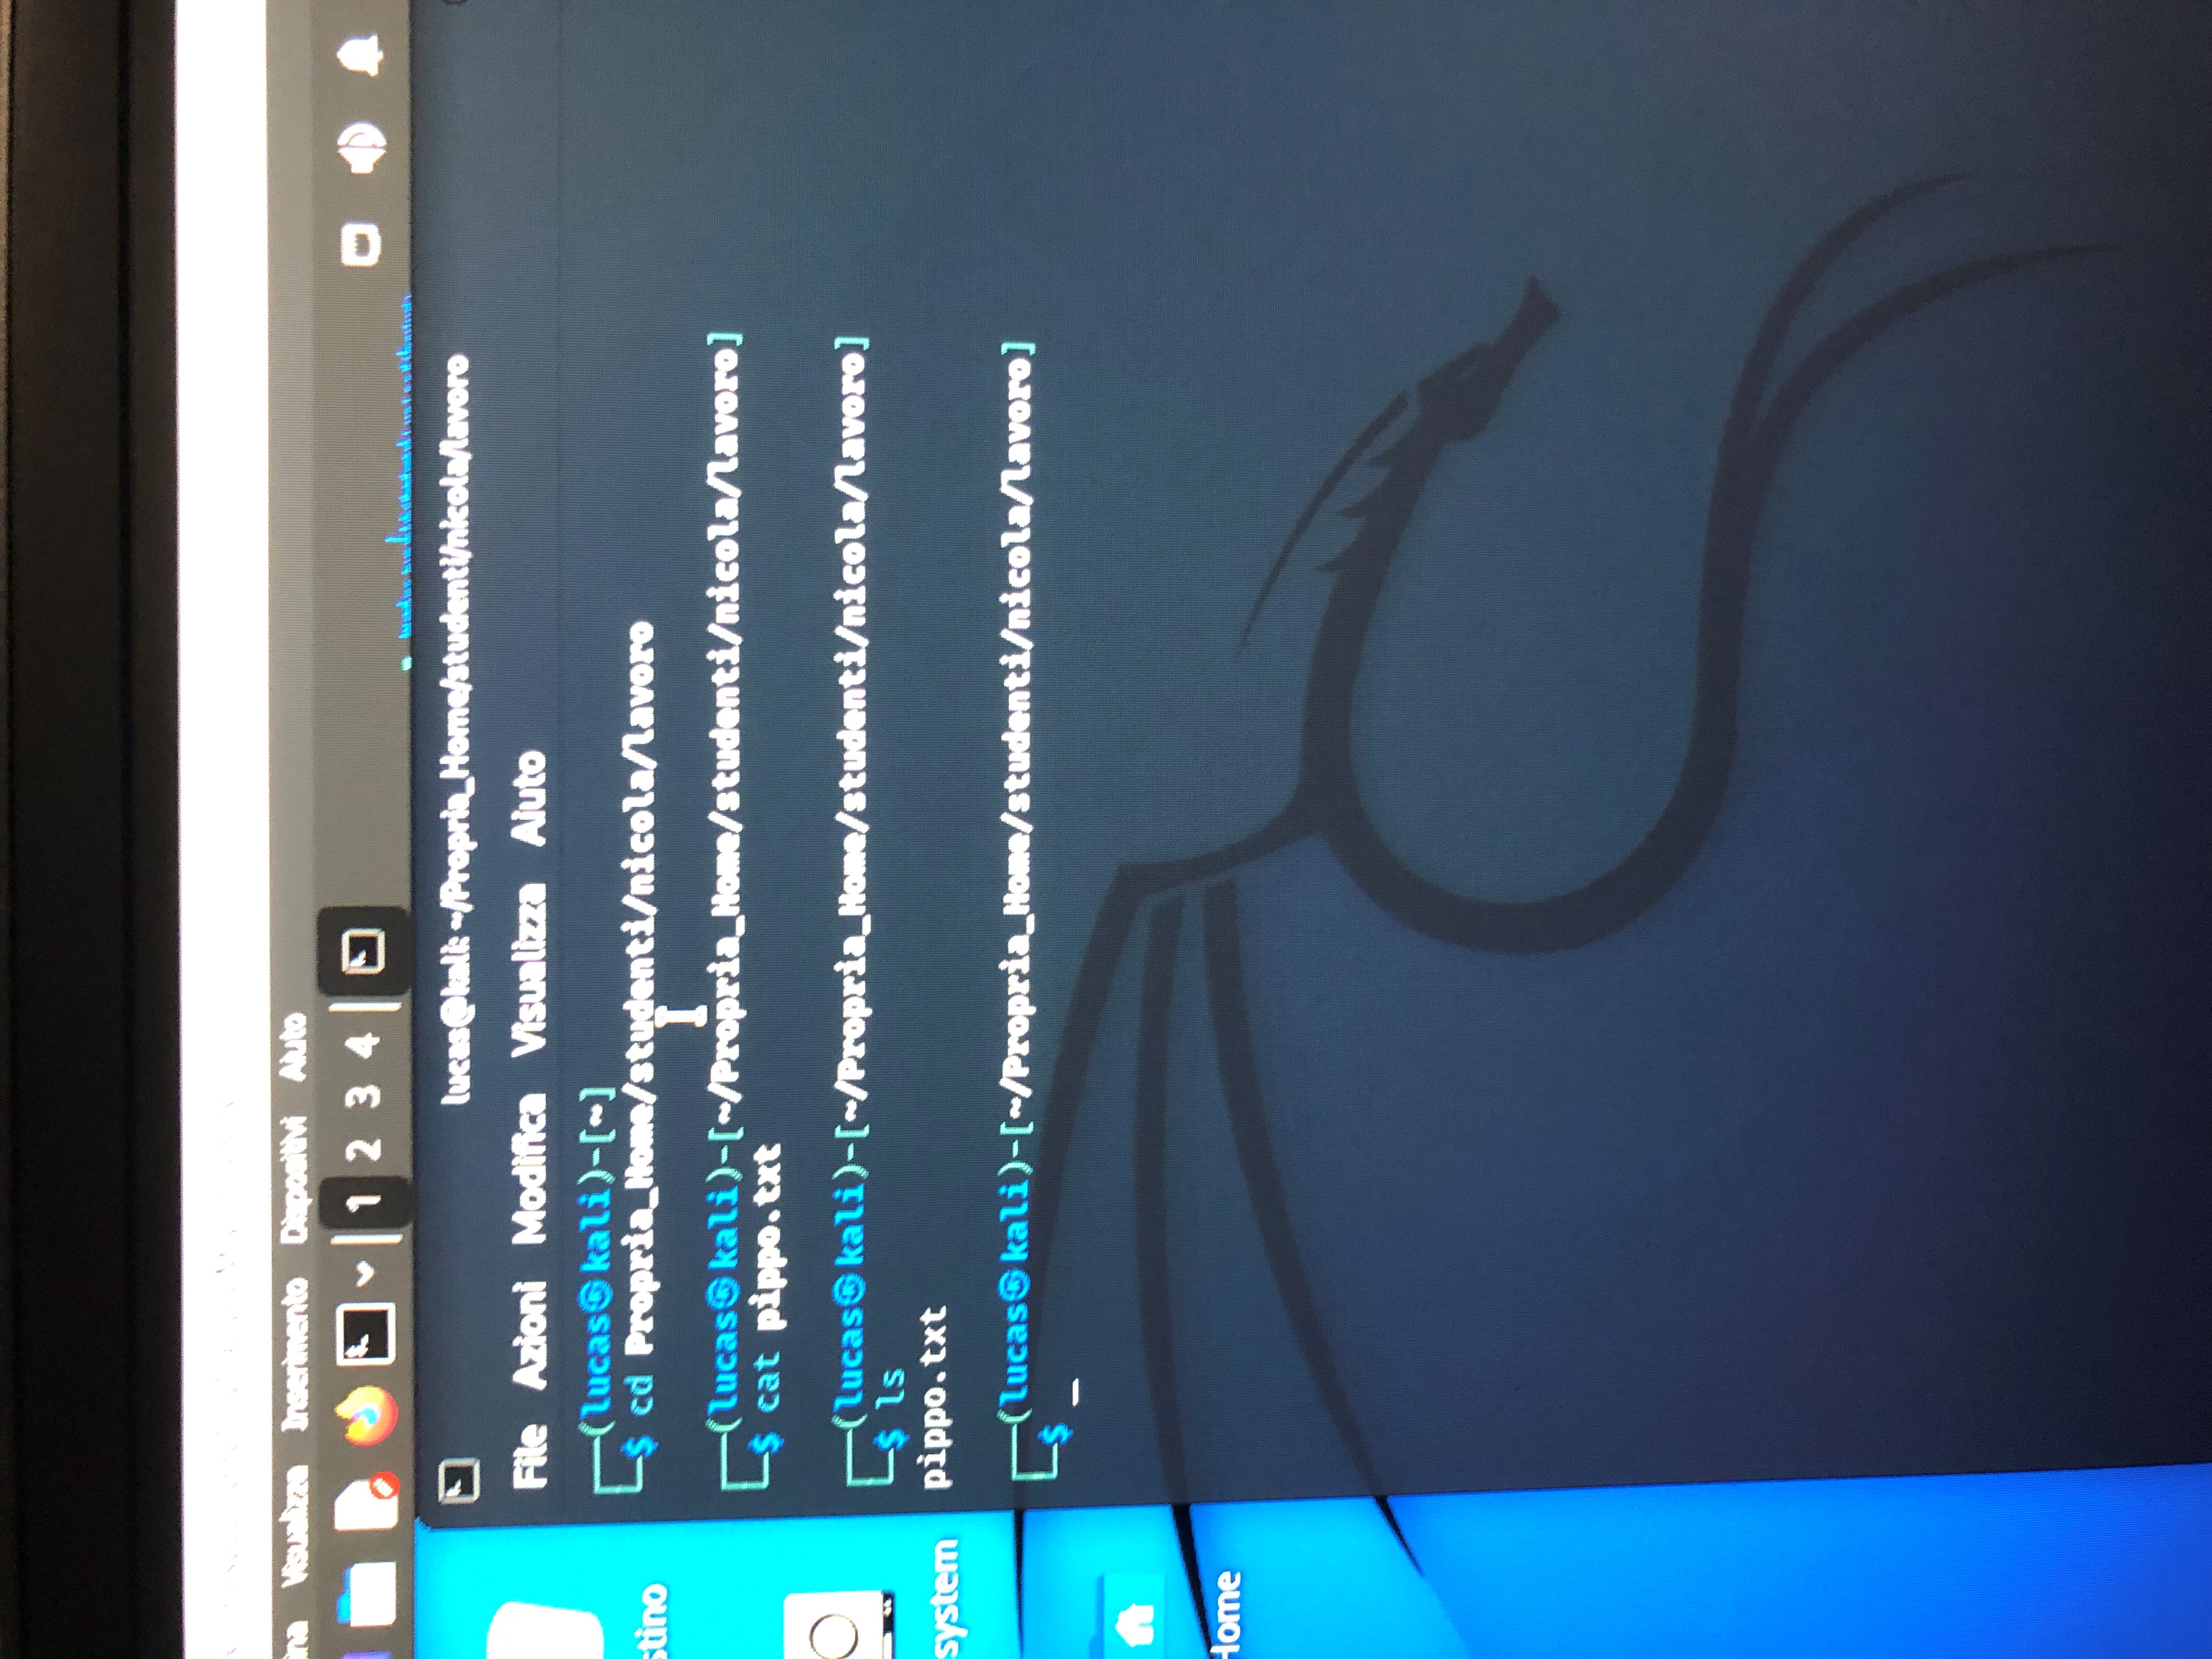 Visualizza Inserimento Dispositivi Aiuto
1 2 3 4
lucas@kali: ~/Propria_Home/studenti/nicola/lavoro
File Azioni Modifica Visualizza Aiuto
┌──(lucas㉿kali)-[~]
└─$ cd Propria_Home/studenti/nicola/lavoro
┌──(lucas㉿kali)-[~/Propria_Home/studenti/nicola/lavoro]
└─$ cat pippo.txt
┌──(lucas㉿kali)-[~/Propria_Home/studenti/nicola/lavoro]
└─$ ls
pippo.txt
┌──(lucas㉿kali)-[~/Propria_Home/studenti/nicola/lavoro]
└─$ _
stino
system
Home